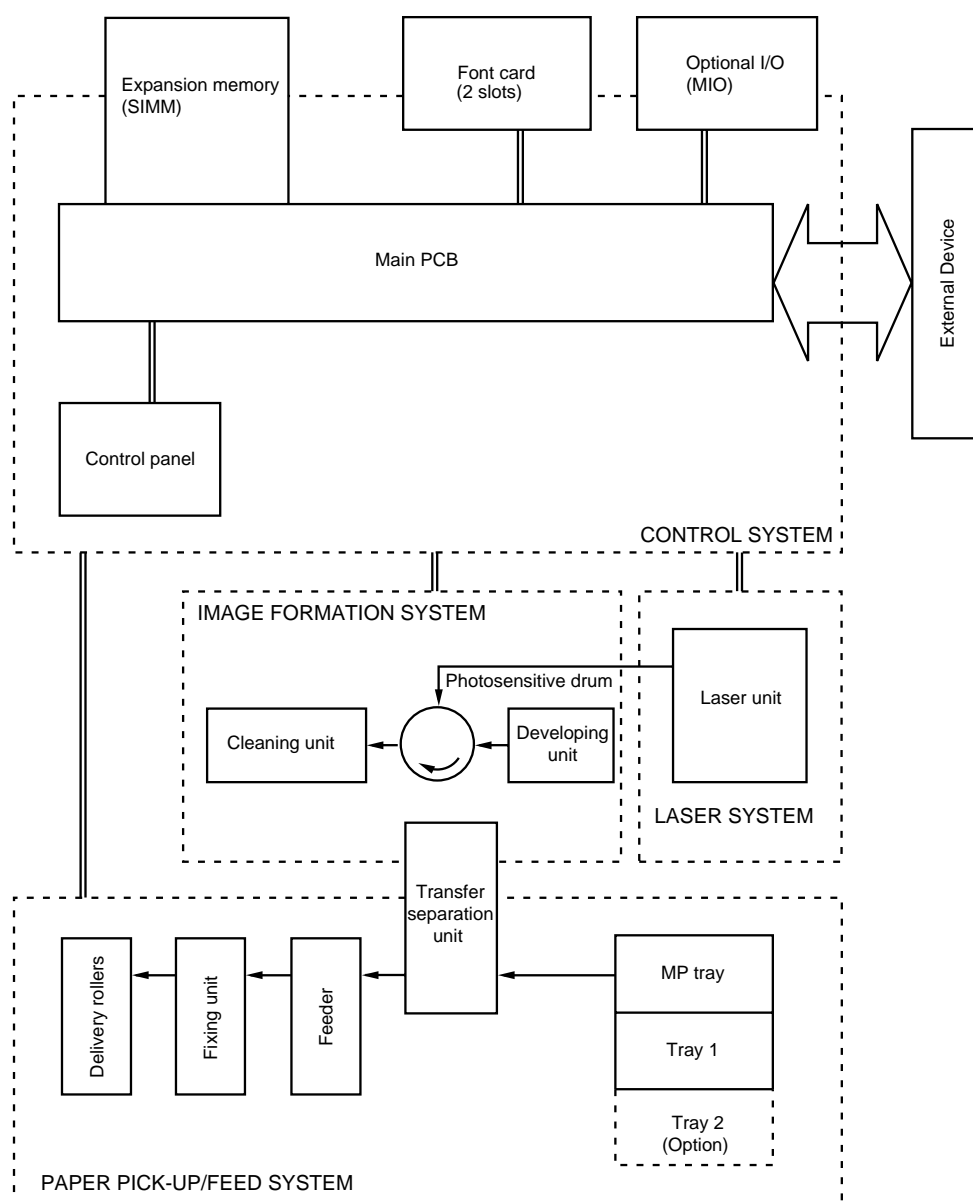 Expansion memory
(SIMM)
Font card
(2 slots)
Optional I/O
(MIO)
Main PCB
External Device
Control panel
CONTROL SYSTEM
IMAGE FORMATION SYSTEM
Photosensitive drum
Laser unit
Cleaning unit
Developing
unit
LASER SYSTEM
Transfer
separation
unit
Delivery rollers
Fixing unit
Feeder
MP tray
Tray 1
Tray 2
(Option)
PAPER PICK-UP/FEED SYSTEM